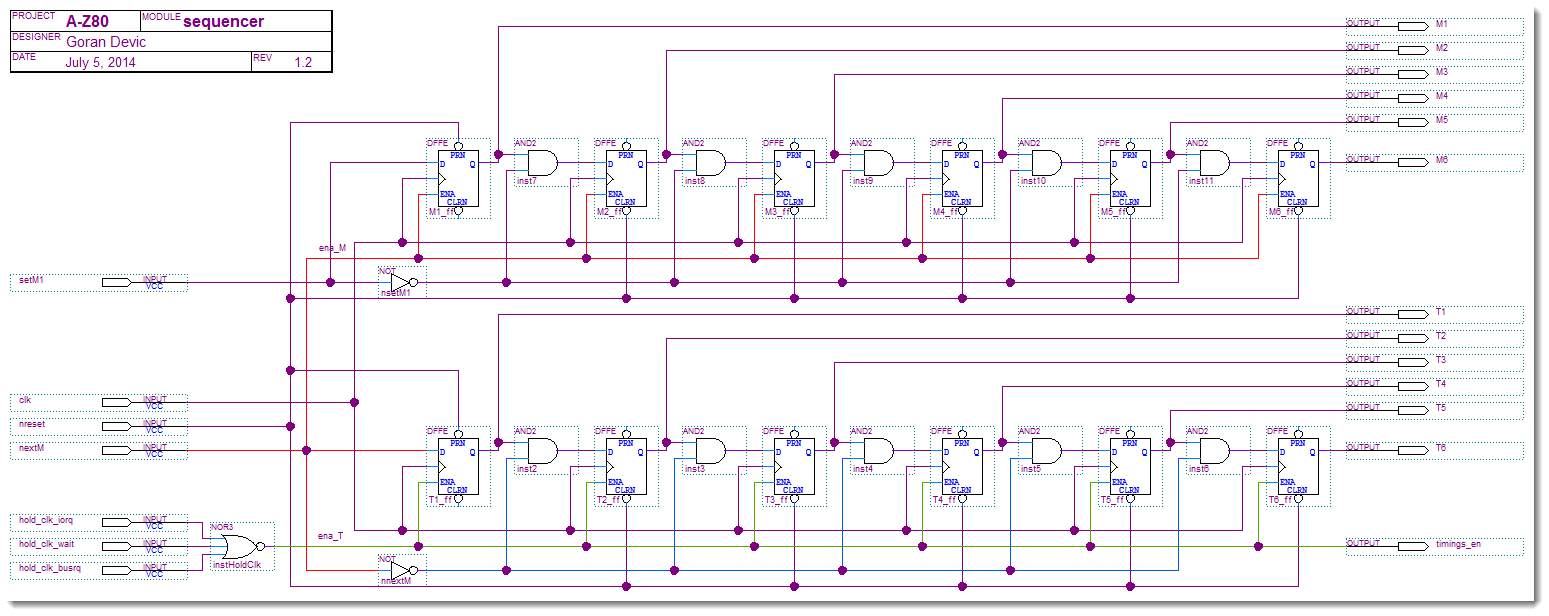 PROJECT A-Z80 MODULE sequencer
DESIGNER Goran Devic
DATE July 5, 2014 REV 1.2
OUTPUT M1
OUTPUT M2
OUTPUT M3
OUTPUT M4
OUTPUT M5
OUTPUT M6
DFFE AND2 DFFE AND2 DFFE AND2 DFFE AND2 DFFE AND2 DFFE
PRN PRN PRN PRN PRN PRN
D Q D Q D Q D Q D Q D Q
inst7 inst8 inst9 inst10 inst11
ENA ENA ENA ENA ENA ENA
CLRN CLRN CLRN CLRN CLRN CLRN
M1_ff M2_ff M3_ff M4_ff M5_ff M6_ff
ena_M
setM1 INPUT VCC
NOT
nsetM1
OUTPUT T1
OUTPUT T2
OUTPUT T3
OUTPUT T4
OUTPUT T5
OUTPUT T6
clk INPUT VCC
nreset INPUT VCC
nextM INPUT VCC
DFFE AND2 DFFE AND2 DFFE AND2 DFFE AND2 DFFE AND2 DFFE
PRN PRN PRN PRN PRN PRN
D Q D Q D Q D Q D Q D Q
inst2 inst3 inst4 inst5 inst6
ENA ENA ENA ENA ENA ENA
CLRN CLRN CLRN CLRN CLRN CLRN
T1_ff T2_ff T3_ff T4_ff T5_ff T6_ff
hold_clk_iorq INPUT VCC
hold_clk_wait INPUT VCC
hold_clk_busrq INPUT VCC
NOR3
instHoldClk
ena_T
OUTPUT timings_en
NOT
nnextM